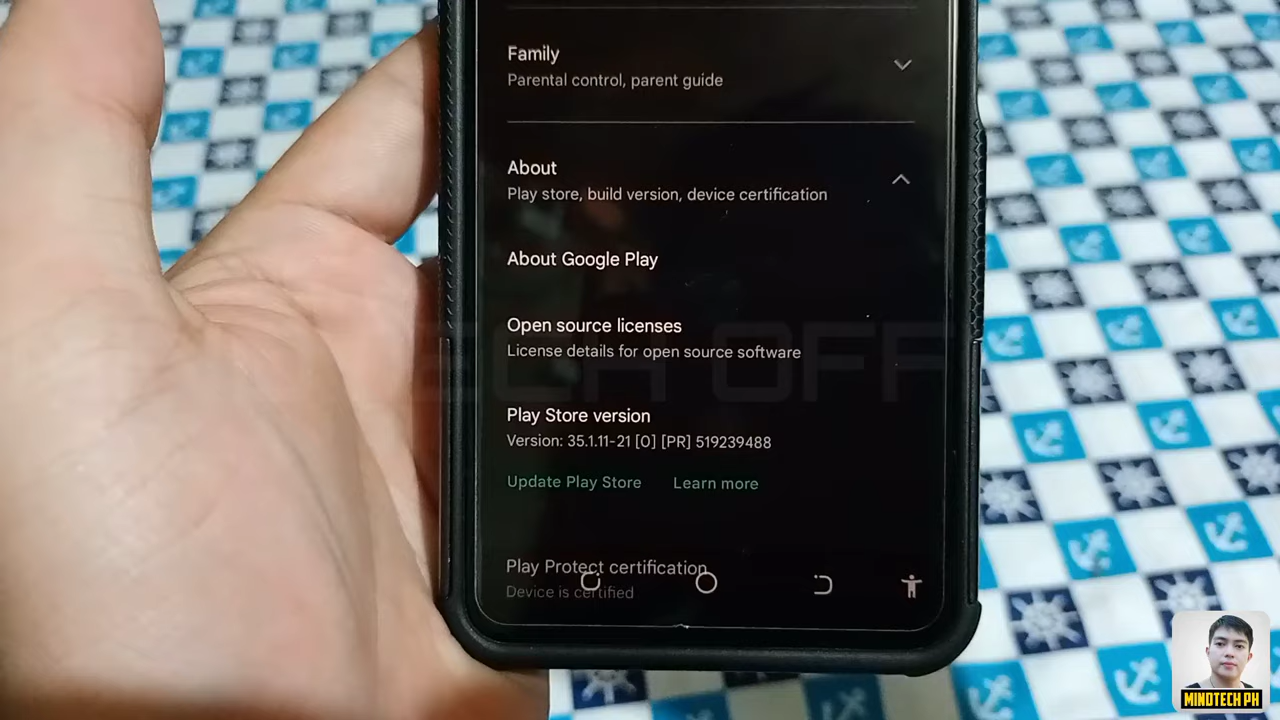 Family
Parental control, parent guide
About
Play store, build version, device certification
About Google Play
Open source licenses
License details for open source software
TECH OFF
Play Store version
Version: 35.1.11-21 [0] [PR] 519239488
Update Play Store Learn more
Play Protect certification
Device is certified
MINDTECH PH